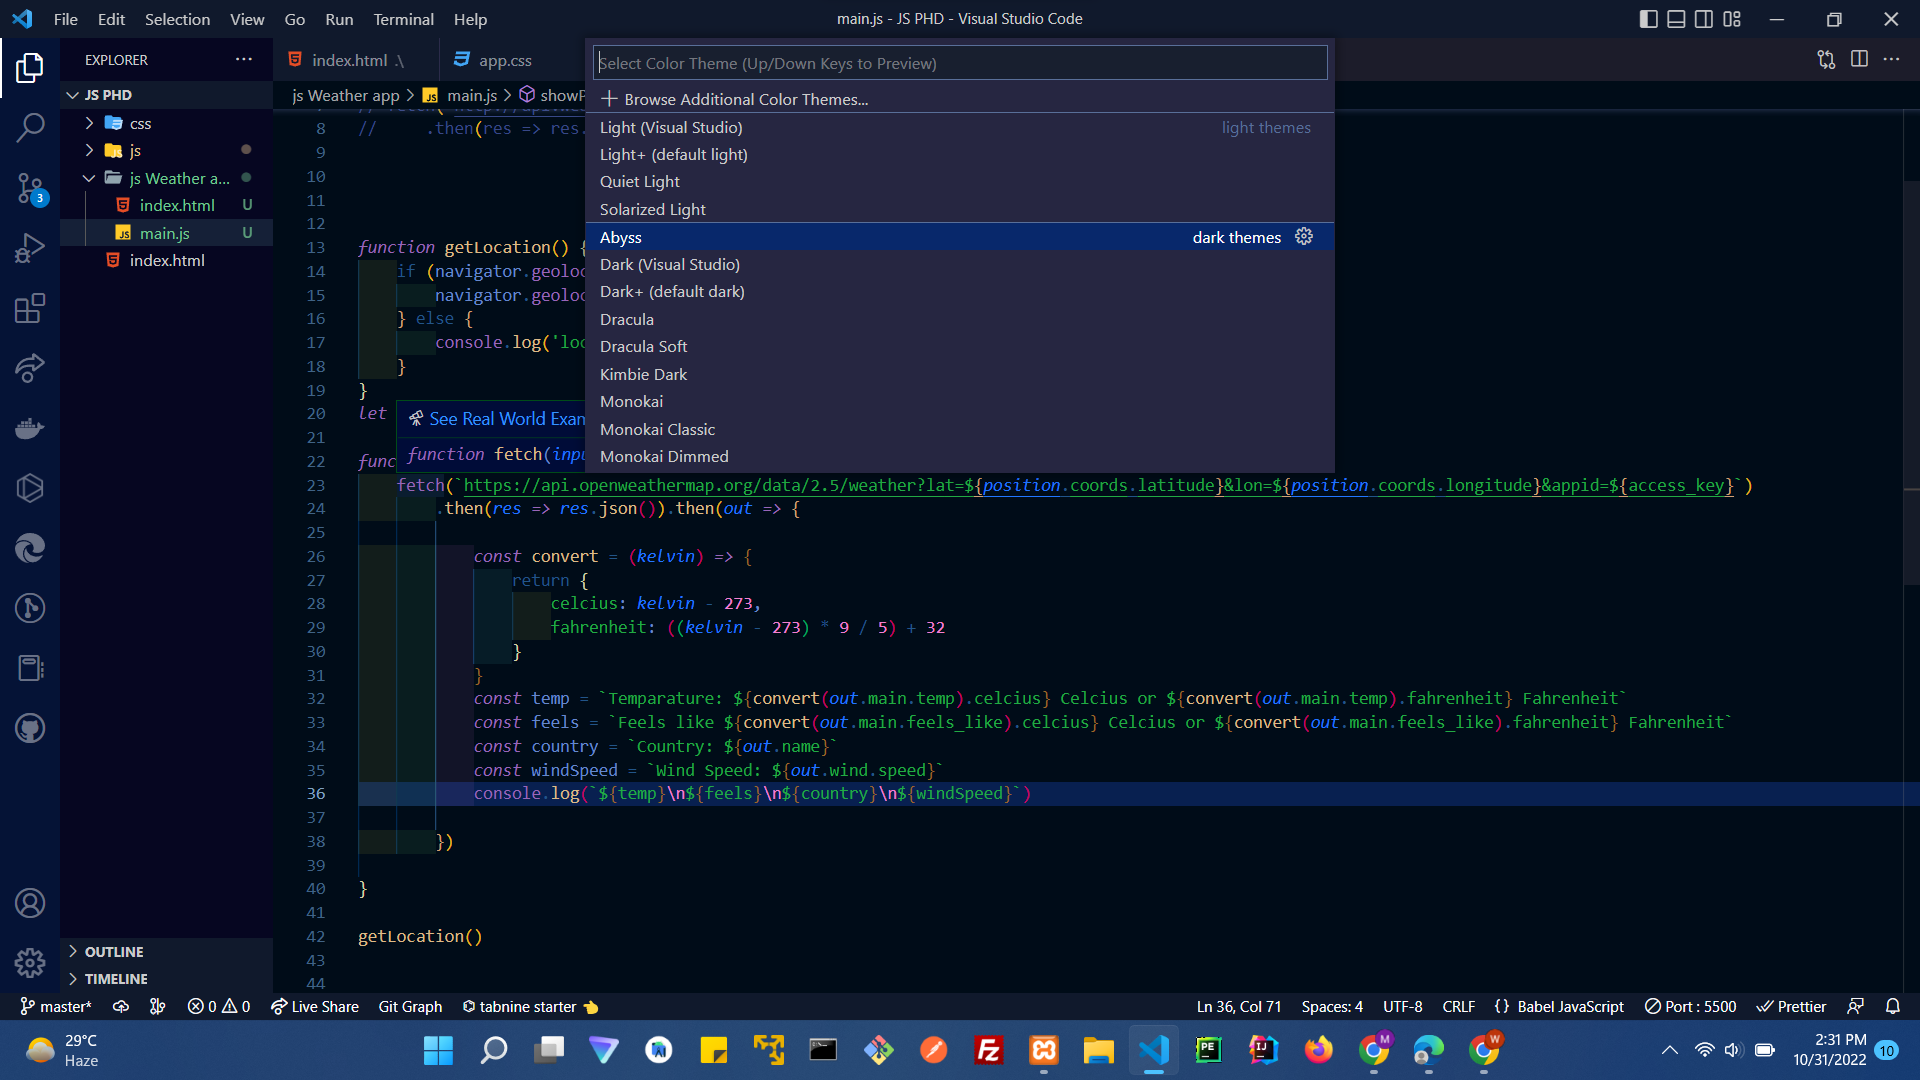 File Edit Selection View Go Run Terminal Help
main.js - JS PHD - Visual Studio Code
EXPLORER
JS PHD
css
js
js Weather a...
index.html U
main.js U
index.html
OUTLINE
TIMELINE
3
index.html .\
app.css
js Weather app > main.js >
Select Color Theme (Up/Down Keys to Preview)
Browse Additional Color Themes...
Light (Visual Studio) light themes
Light+ (default light)
Quiet Light
Solarized Light
Abyss dark themes
Dark (Visual Studio)
Dark+ (default dark)
Dracula
Dracula Soft
Kimbie Dark
Monokai
Monokai Classic
Monokai Dimmed
8 // .then(res => res.
9
10
11
12
13 function getLocation() {
14 if (navigator.geoloc
15 navigator.geoloc
16 } else {
17 console.log('loc
18 }
19 }
20 let
See Real World Exam
function fetch(inpu
21
22 func
23 fetch(`https://api.openweathermap.org/data/2.5/weather?lat=${position.coords.latitude}&lon=${position.coords.longitude}&appid=${access_key}`)
24 .then(res => res.json()).then(out => {
25
26 const convert = (kelvin) => {
27 return {
28 celcius: kelvin - 273,
29 fahrenheit: ((kelvin - 273) * 9 / 5) + 32
30 }
31 }
32 const temp = `Temparature: ${convert(out.main.temp).celcius} Celcius or ${convert(out.main.temp).fahrenheit} Fahrenheit`
33 const feels = `Feels like ${convert(out.main.feels_like).celcius} Celcius or ${convert(out.main.feels_like).fahrenheit} Fahrenheit`
34 const country = `Country: ${out.name}`
35 const windSpeed = `Wind Speed: ${out.wind.speed}`
36 console.log(`${temp}\n${feels}\n${country}\n${windSpeed}`)
37
38 })
39
40 }
41
42 getLocation()
43
44
master* 0 0 Live Share Git Graph tabnine starter
Ln 36, Col 71 Spaces: 4 UTF-8 CRLF {} Babel JavaScript Port : 5500 Prettier
29°C
Haze
2:31 PM
10/31/2022
10